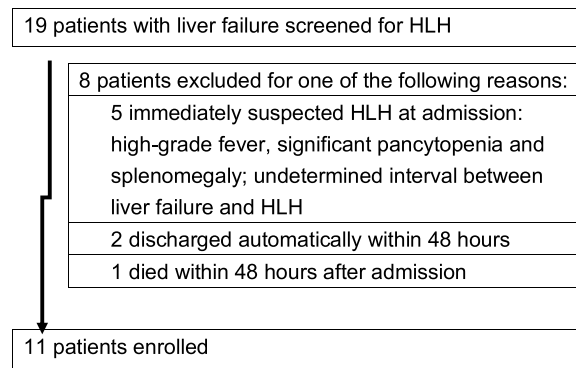 19 patients with liver failure screened for HLH
8 patients excluded for one of the following reasons:
5 immediately suspected HLH at admission:
high-grade fever, significant pancytopenia and
splenomegaly; undetermined interval between
liver failure and HLH
2 discharged automatically within 48 hours
1 died within 48 hours after admission
11 patients enrolled